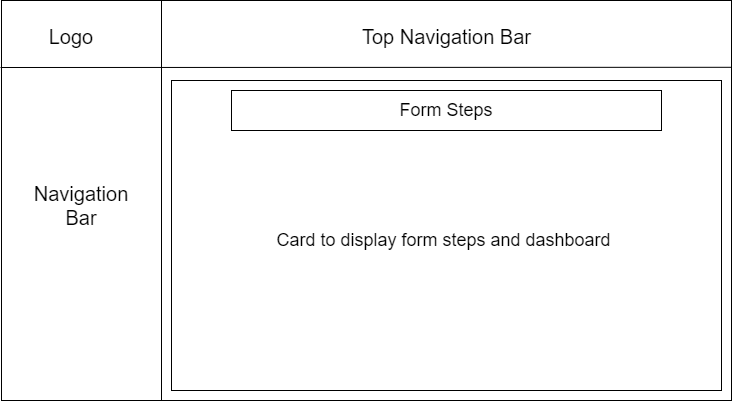 Logo
Top Navigation Bar
Form Steps
Navigation
Bar
Card to display form steps and dashboard